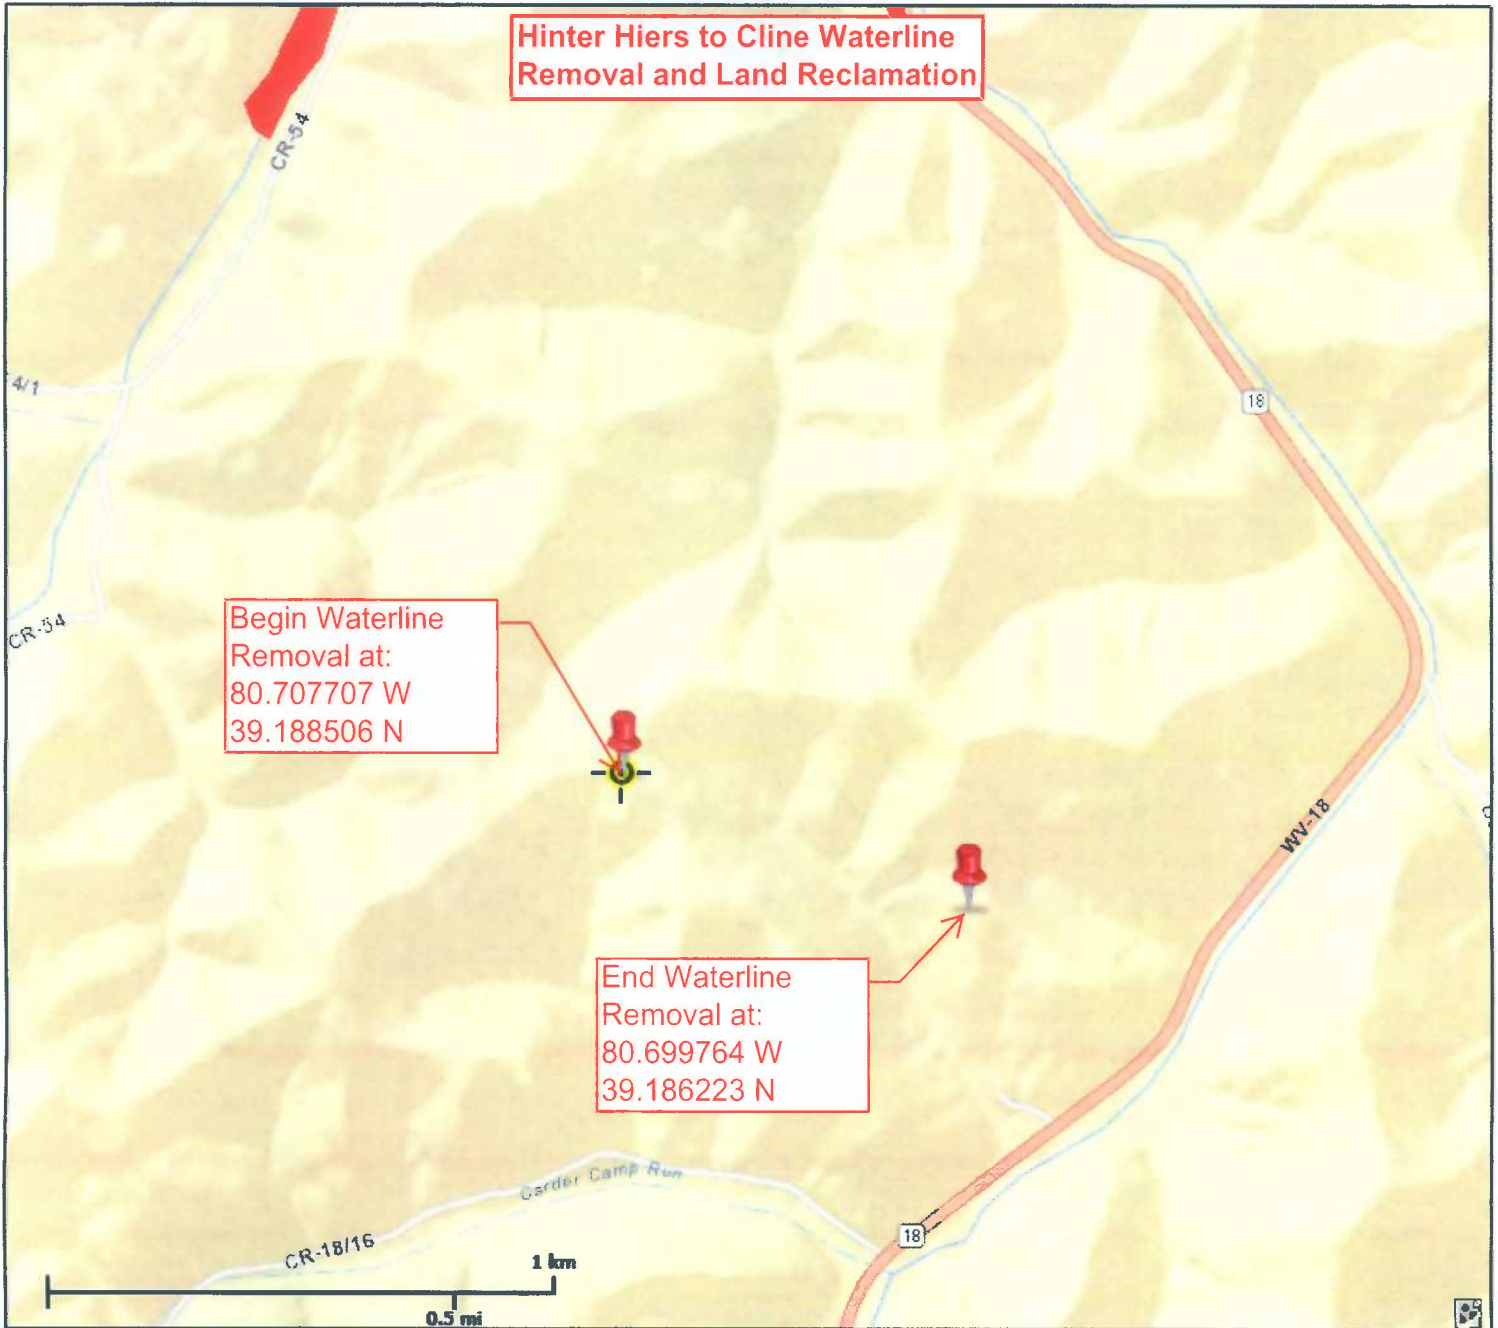 Hinter Hiers to Cline Waterline
Removal and Land Reclamation
CR-54
4/1
18
CR-54
Begin Waterline
Removal at:
80.707707 W
39.188506 N
WV-18
End Waterline
Removal at:
80.699764 W
39.186223 N
Carder Camp Run
CR-18/16
18
1 km
0.5 mi